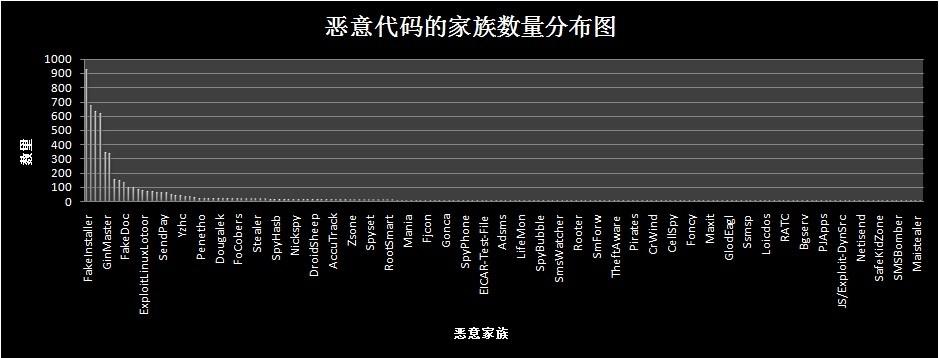 恶意代码的家族数量分布图
1000
900
800
700
600
500
400
300
200
100
0
数量
FakeInstaller
GinMaster
FakeDoc
ExploitLinuxLotoor
SendPay
Yzhc
Penetho
Dougalek
FoCobers
Stealer
SpyHasb
Nickspy
DroidSheep
AccuTrack
Zsone
Spyset
RootSmart
Mania
Fjcon
Gonca
SpyPhone
EICAR-Test-File
Adsms
LifeMon
SpyBubble
SmsWatcher
Rooter
SmForw
TheftAware
Pirates
CrWind
CellSpy
Foncy
Maxit
GlodEagl
Ssmsp
Loicdos
RATC
Bgserv
PJApps
JS/Exploit-DynSrc
Netisend
SafeKidZone
SMSBomber
Maistealer
恶意家族